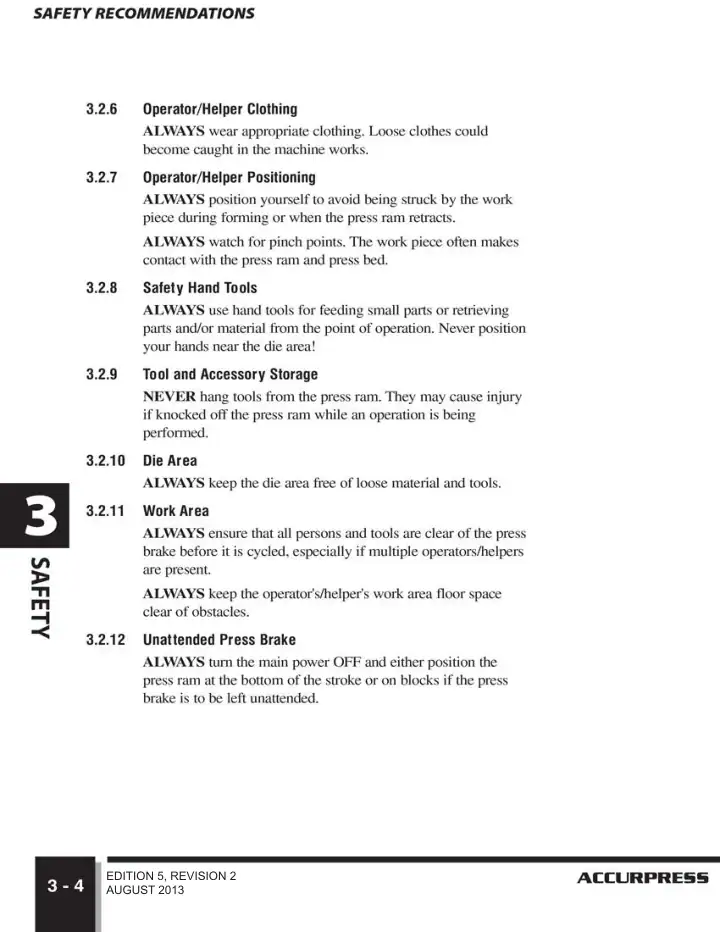 SAFETY RECOMMENDATIONS
3.2.6 Operator/Helper Clothing
ALWAYS wear appropriate clothing. Loose clothes could
become caught in the machine works.
3.2.7 Operator/Helper Positioning
ALWAYS position yourself to avoid being struck by the work
piece during forming or when the press ram retracts.
ALWAYS watch for pinch points. The work piece often makes
contact with the press ram and press bed.
3.2.8 Safety Hand Tools
ALWAYS use hand tools for feeding small parts or retrieving
parts and/or material from the point of operation. Never position
your hands near the die area!
3.2.9 Tool and Accessory Storage
NEVER hang tools from the press ram. They may cause injury
if knocked off the press ram while an operation is being
performed.
3.2.10 Die Area
ALWAYS keep the die area free of loose material and tools.
3.2.11 Work Area
ALWAYS ensure that all persons and tools are clear of the press
brake before it is cycled, especially if multiple operators/helpers
are present.
ALWAYS keep the operator's/helper's work area floor space
clear of obstacles.
3.2.12 Unattended Press Brake
ALWAYS turn the main power OFF and either position the
press ram at the bottom of the stroke or on blocks if the press
brake is to be left unattended.
3
SAFETY
3 - 4
EDITION 5, REVISION 2
AUGUST 2013
ACCURPRESS